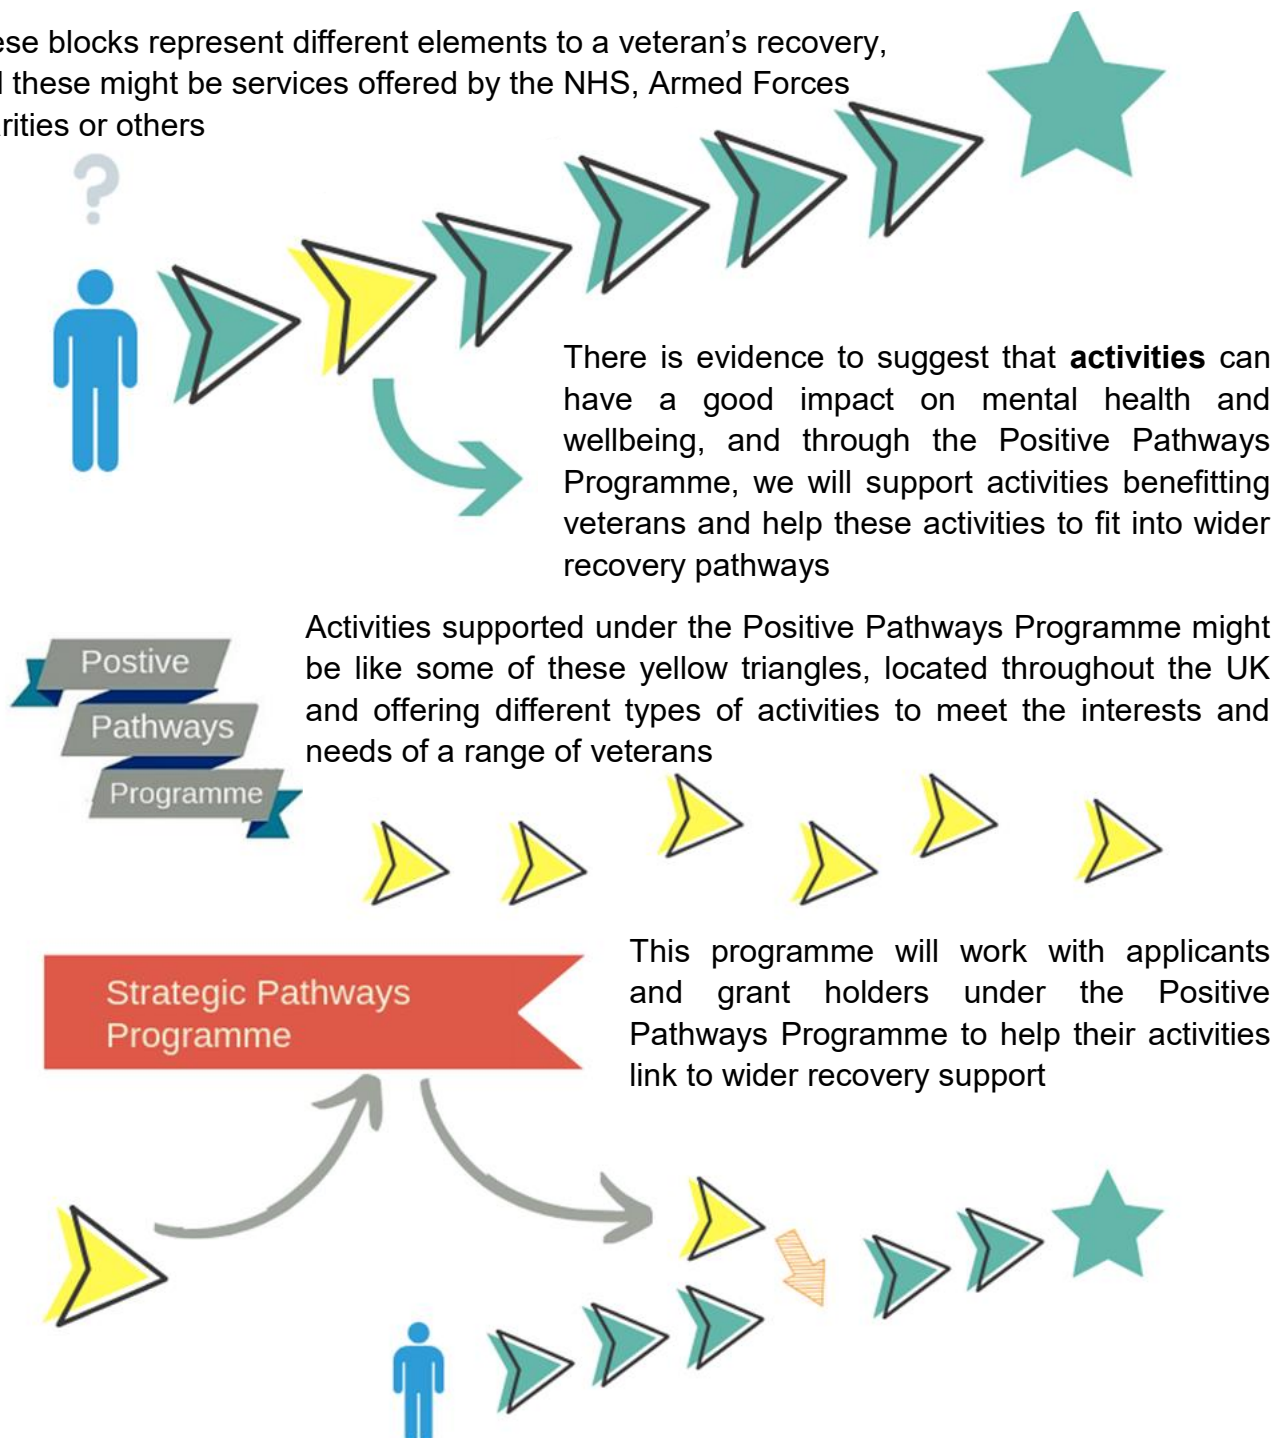 ese blocks represent different elements to a veteran's recovery,
these might be services offered by the NHS, Armed Forces
arities or others
?
There is evidence to suggest that activities can
have a good impact on mental health and
wellbeing, and through the Positive Pathways
Programme, we will support activities benefitting
veterans and help these activities to fit into wider
recovery pathways
Activities supported under the Positive Pathways Programme might
be like some of these yellow triangles, located throughout the UK
and offering different types of activities to meet the interests and
needs of a range of veterans
Postive
Pathways
Programme
This programme will work with applicants
and grant holders under the Positive
Pathways Programme to help their activities
link to wider recovery support
Strategic Pathways
Programme